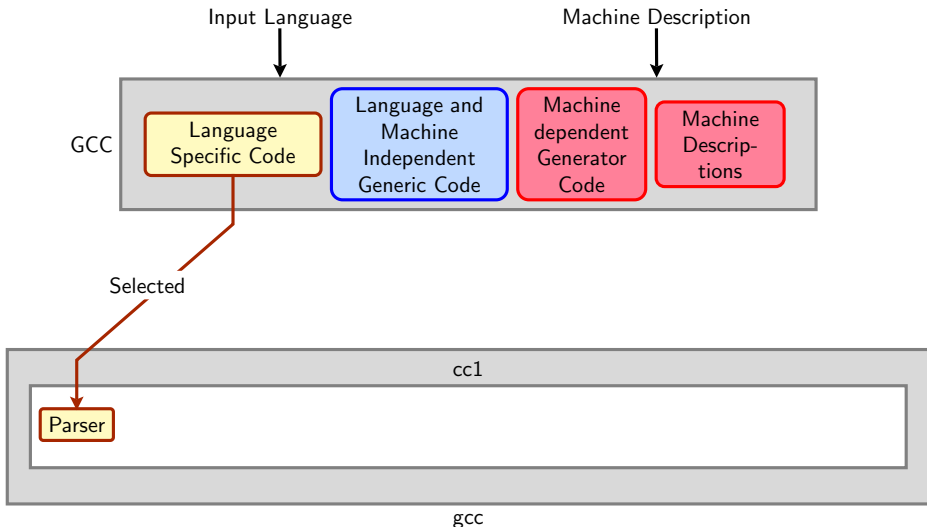 Input Language
Machine Description
GCC
Language
Specific Code
Language and
Machine
Independent
Generic Code
Machine
dependent
Generator
Code
Machine
Descrip-
tions
Selected
cc1
Parser
gcc